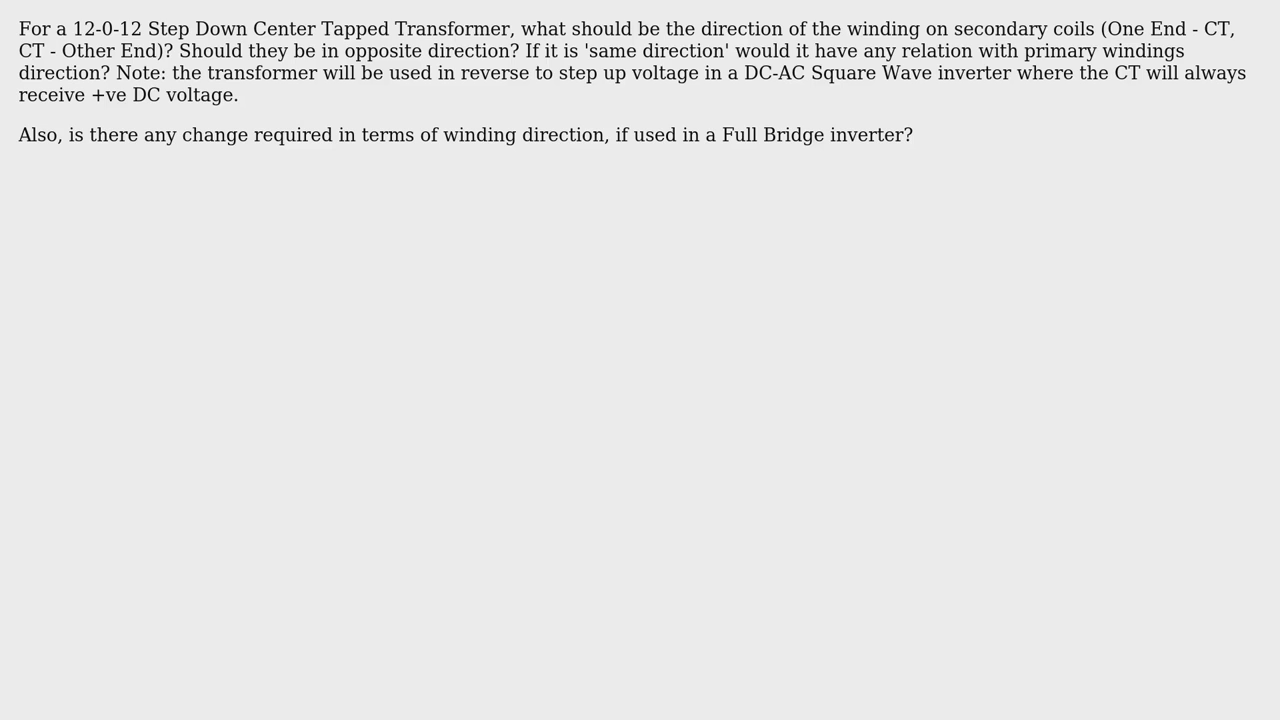 For a 12-0-12 Step Down Center Tapped Transformer, what should be the direction of the winding on secondary coils (One End - CT,
CT - Other End)? Should they be in opposite direction? If it is 'same direction' would it have any relation with primary windings
direction? Note: the transformer will be used in reverse to step up voltage in a DC-AC Square Wave inverter where the CT will always
receive +ve DC voltage.
Also, is there any change required in terms of winding direction, if used in a Full Bridge inverter?